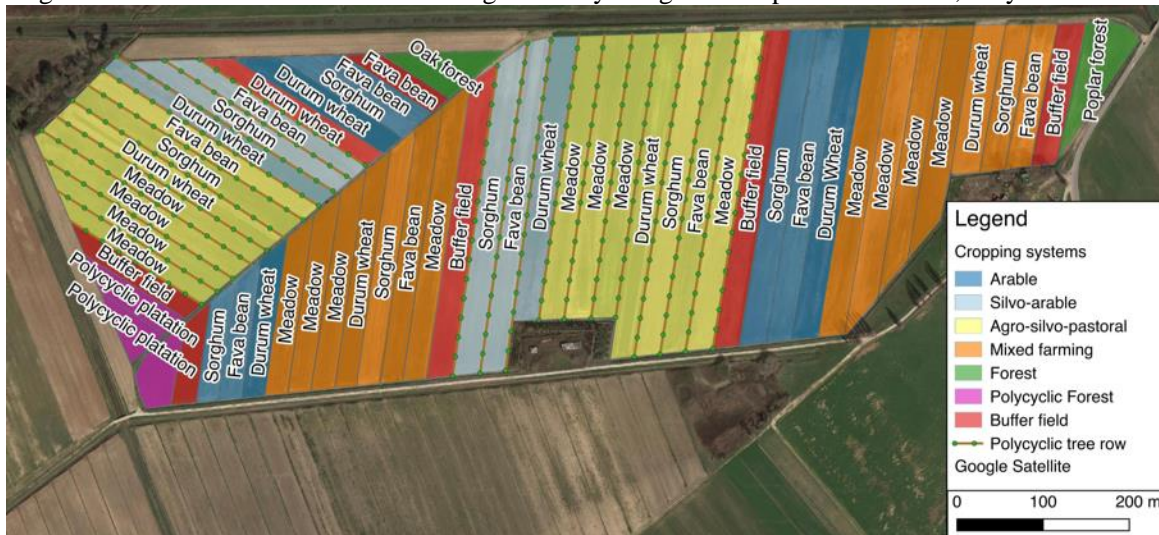 Oak forest
Fava bean
Fava bean
Sorghum
Durum wheat
Durum wheat
Fava bean
Sorghum
Durum wheat
Fava bean
Sorghum
Durum wheat
Meadow
Meadow
Meadow
Meadow
Buffer field
Polycyclic platation
Polycyclic platation
Sorghum
Fava bean
Durum wheat
Meadow
Meadow
Meadow
Durum wheat
Sorghum
Fava bean
Meadow
Buffer field
Sorghum
Fava bean
Durum wheat
Meadow
Meadow
Meadow
Durum wheat
Sorghum
Fava bean
Meadow
Buffer field
Sorghum
Fava bean
Durum Wheat
Meadow
Meadow
Meadow
Meadow
Durum wheat
Sorghum
Fava bean
Buffer field
Poplar forest
Legend
Cropping systems
Arable
Silvo-arable
Agro-silvo-pastoral
Mixed farming
Forest
Polycyclic Forest
Buffer field
Polycyclic tree row
Google Satellite
0 100 200 m